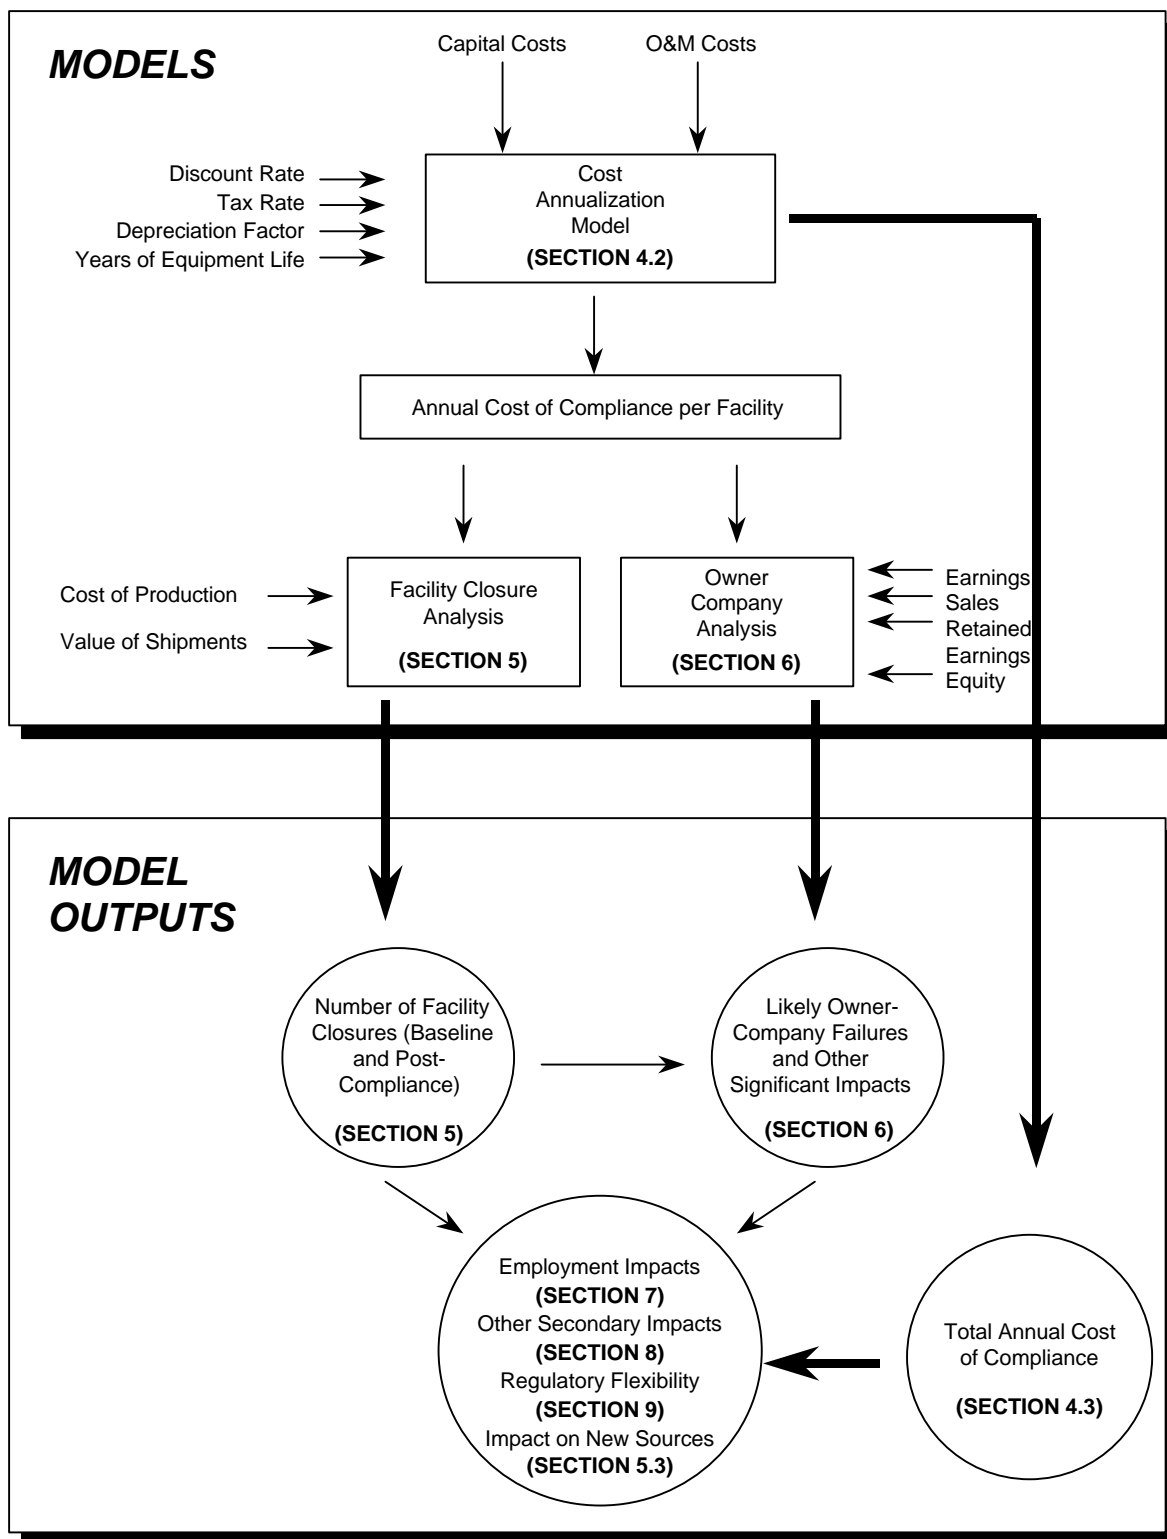 MODELS
Capital Costs
O&M Costs
Discount Rate
Tax Rate
Depreciation Factor
Years of Equipment Life
Cost
Annualization
Model
(SECTION 4.2)
Annual Cost of Compliance per Facility
Cost of Production
Value of Shipments
Facility Closure
Analysis
(SECTION 5)
Owner
Company
Analysis
(SECTION 6)
Earnings
Sales
Retained
Earnings
Equity
MODEL
OUTPUTS
Number of Facility
Closures (Baseline
and Post-
Compliance)
(SECTION 5)
Likely Owner-
Company Failures
and Other
Significant Impacts
(SECTION 6)
Employment Impacts
(SECTION 7)
Other Secondary Impacts
(SECTION 8)
Regulatory Flexibility
(SECTION 9)
Impact on New Sources
(SECTION 5.3)
Total Annual Cost
of Compliance
(SECTION 4.3)